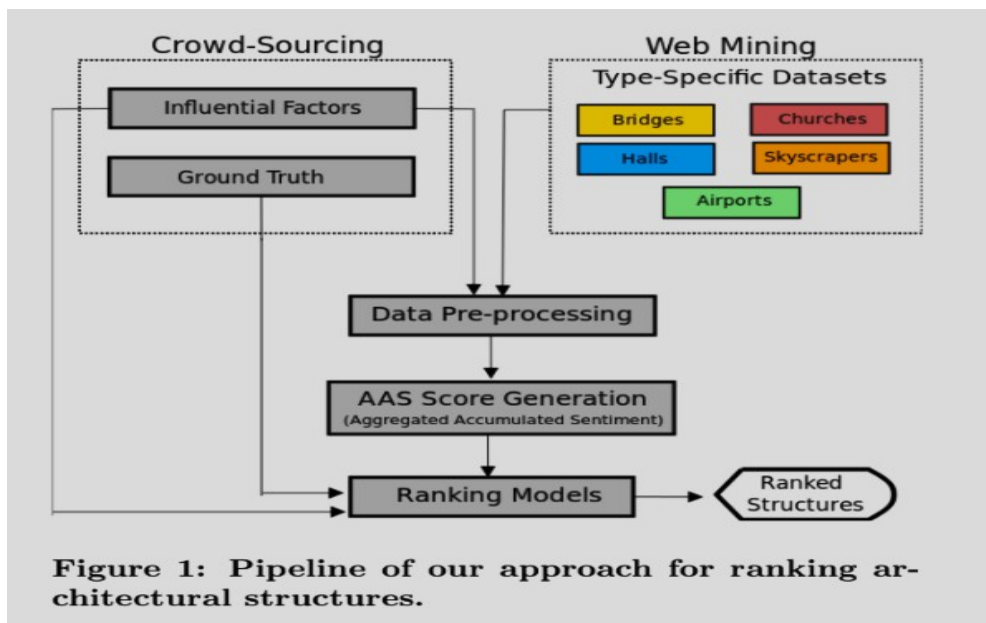 Crowd-Sourcing
Influential Factors
Ground Truth
Web Mining
Type-Specific Datasets
Bridges
Churches
Halls
Skyscrapers
Airports
Data Pre-processing
AAS Score Generation
(Aggregated Accumulated Sentiment)
Ranking Models
Ranked
Structures
Figure 1: Pipeline of our approach for ranking ar-
chitectural structures.